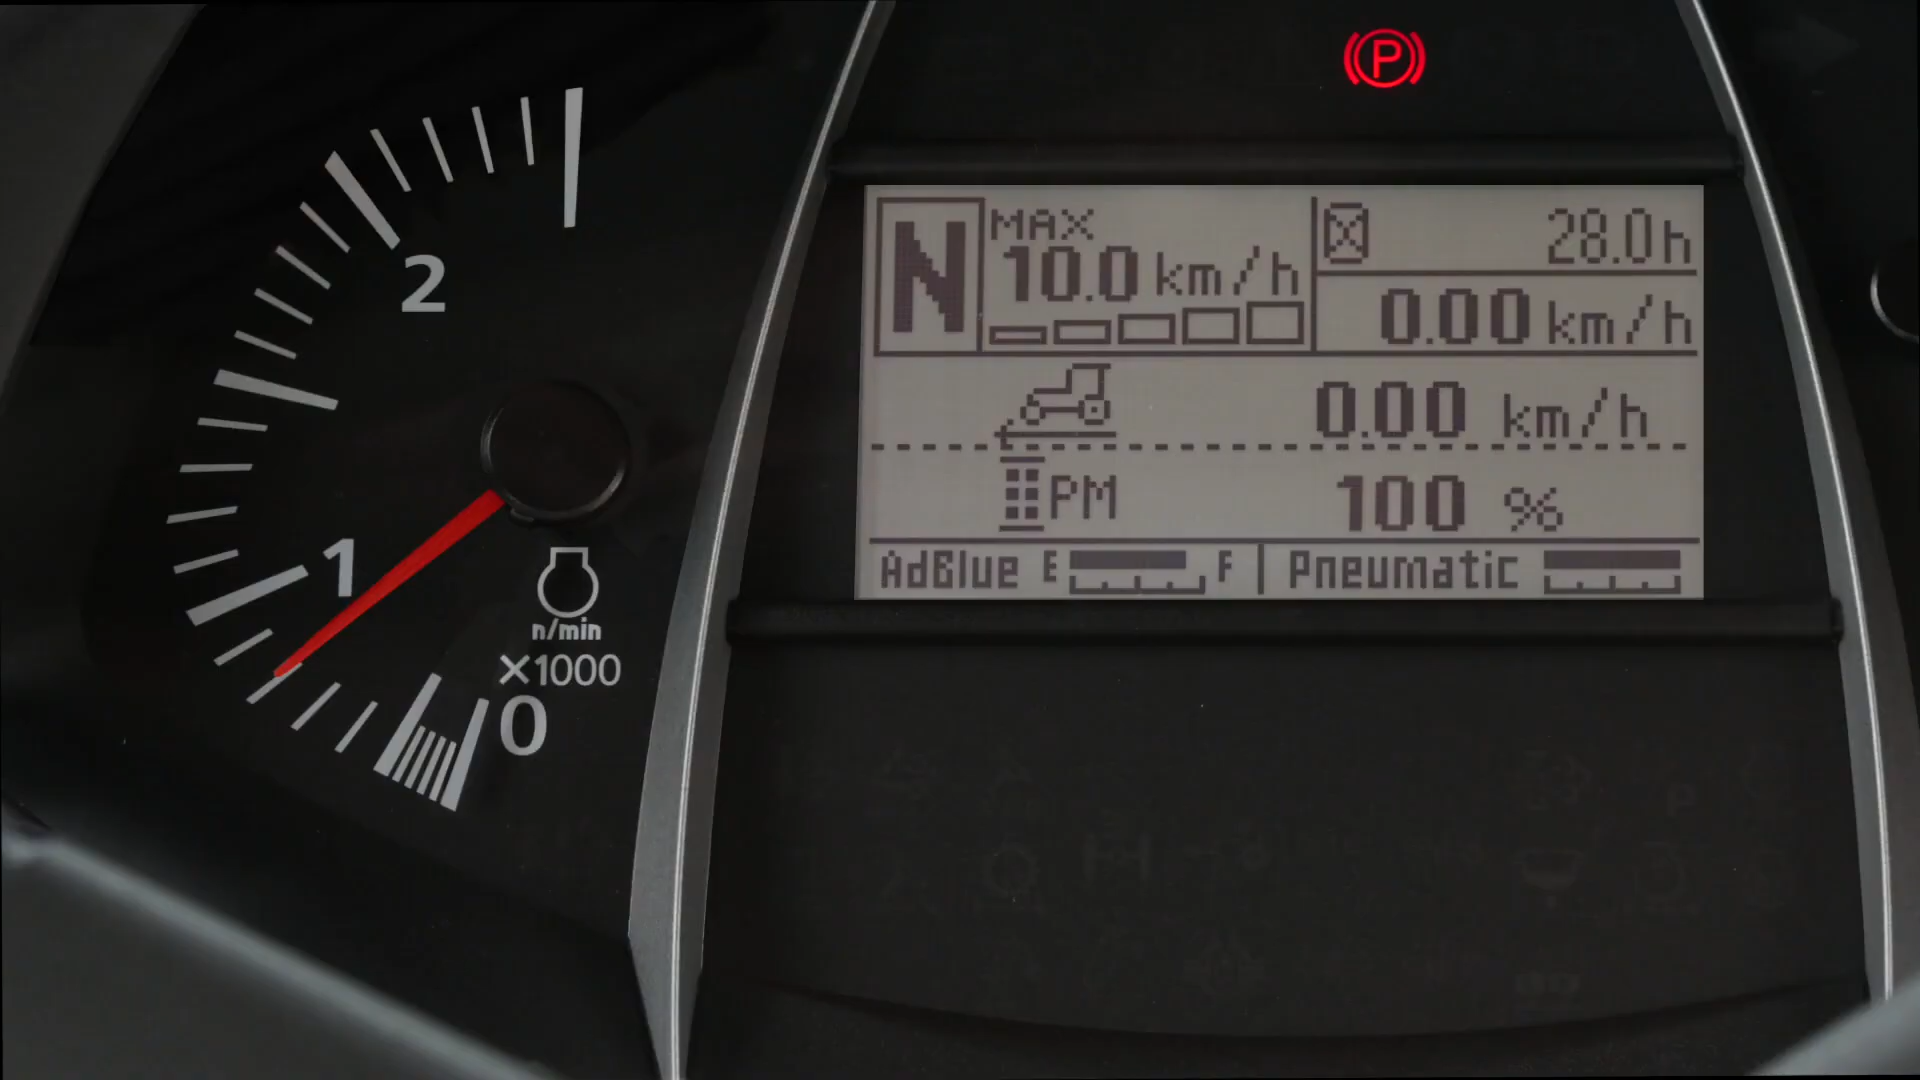 P
2
1
n/min
×1000
0
N
MAX
10.0 km/h
28.0 h
0.00 km/h
0.00 km/h
PM 100 %
AdBlue E F
Pneumatic